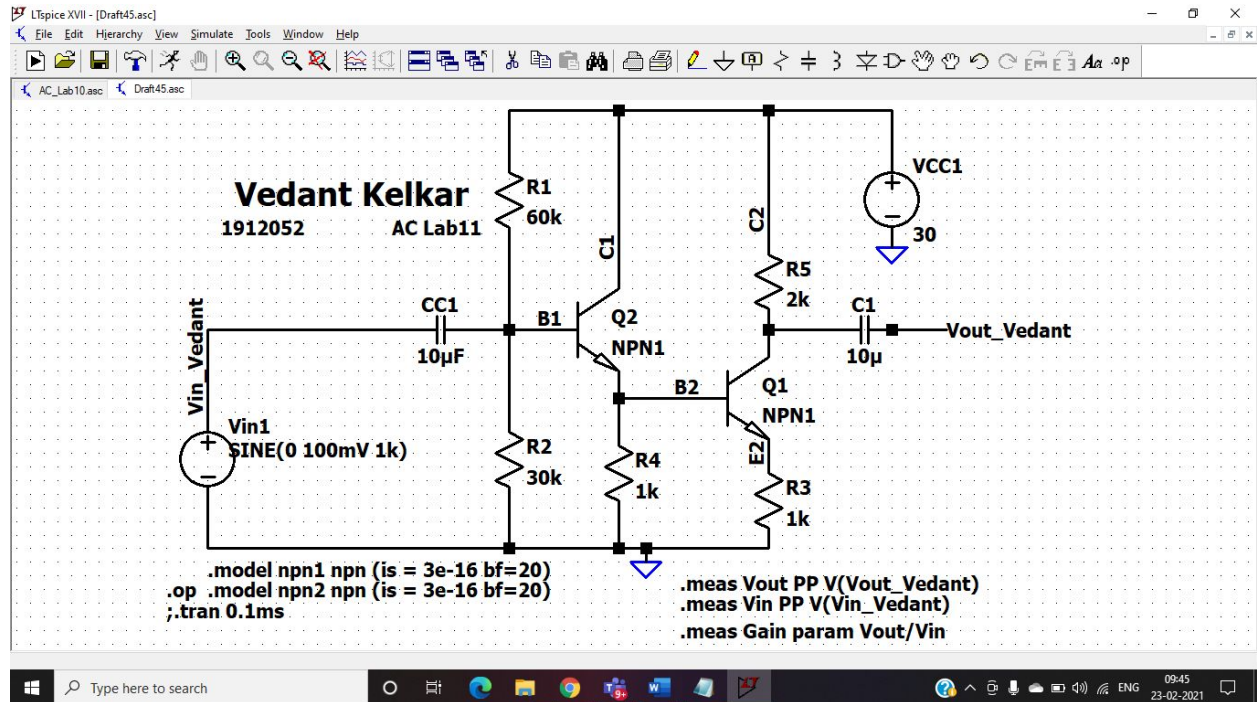 LTspice XVII - [Draft45.asc]
File Edit Hierarchy View Simulate Tools Window Help
Aa .op
AC_Lab10.asc Draft45.asc
Vedant Kelkar
1912052 AC Lab11
R1
60k
C1
C2
VCC1
30
R5
2k
CC1
10µF
B1
Q2
NPN1
C1
10µ
Vout_Vedant
Vin_Vedant
B2
Q1
NPN1
Vin1
SINE(0 100mV 1k)
R2
30k
R4
1k
E2
R3
1k
.model npn1 npn (is = 3e-16 bf=20)
.op .model npn2 npn (is = 3e-16 bf=20)
;.tran 0.1ms
.meas Vout PP V(Vout_Vedant)
.meas Vin PP V(Vin_Vedant)
.meas Gain param Vout/Vin
Type here to search
ENG
09:45
23-02-2021